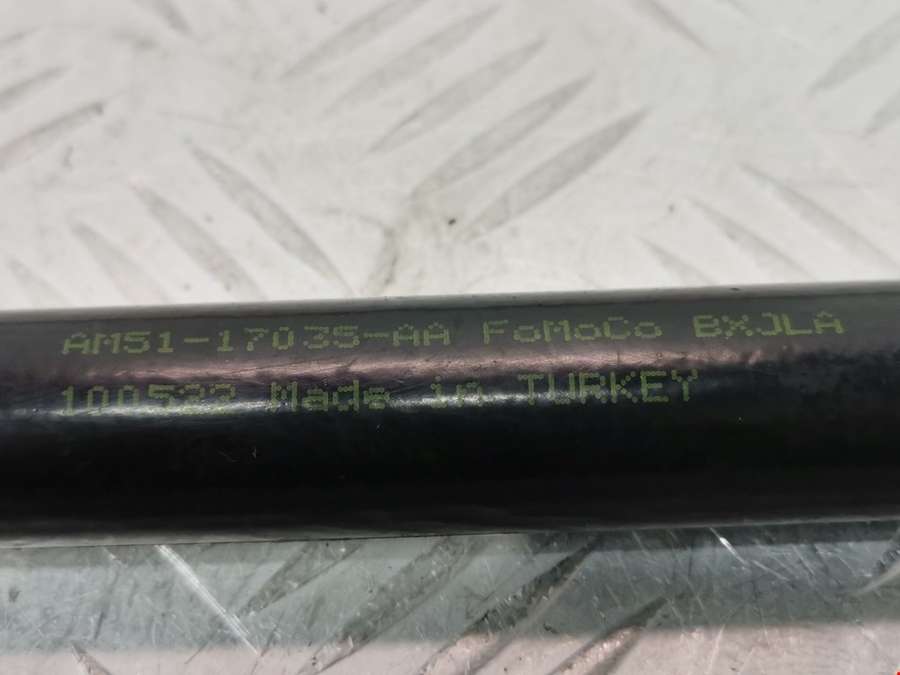 AM51-17035-AA FoMoCo BXJLA
100522 Made in TURKEY